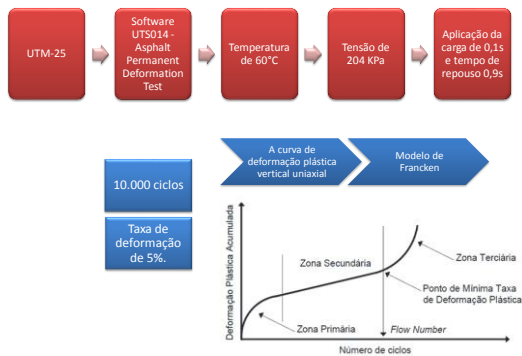 UTM-25
Software
UTS014 -
Asphalt
Permanent
Deformation
Test
Temperatura
de 60°C
Tensão de
204 KPa
Aplicação da
carga de 0,1s
e tempo de
repouso 0,9s
10.000 ciclos
Taxa de
deformação
de 5%.
A curva de
deformação plástica
vertical uniaxial
Modelo de
Francken
Deformação Plástica Acumulada
Zona Secundária
Zona Terciária
Ponto de Mínima Taxa
de Deformação Plástica
Zona Primária
Flow Number
Número de ciclos